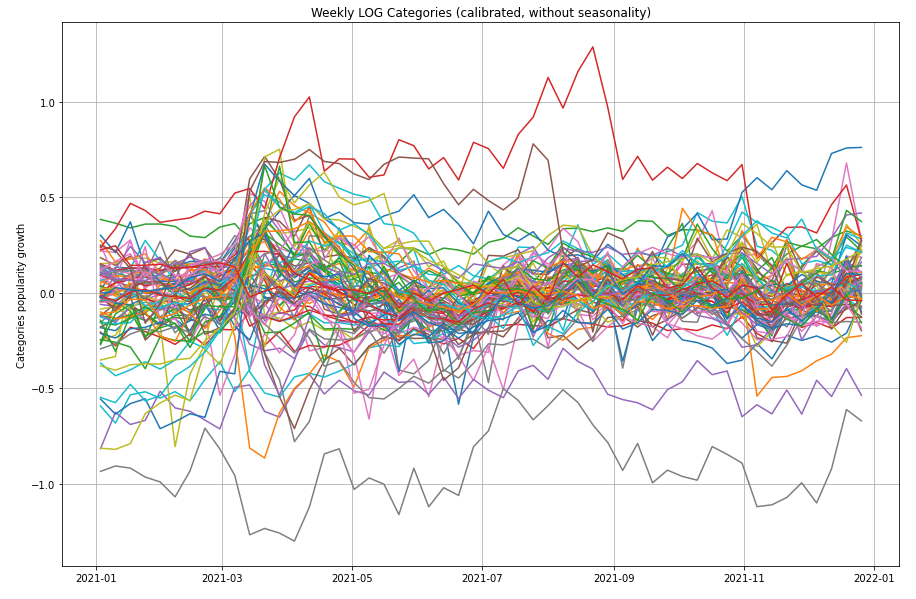 Weekly LOG Categories (calibrated, without seasonality)
Categories popularity growth
1.0
0.5
0.0
−0.5
−1.0
2021-01 2021-03 2021-05 2021-07 2021-09 2021-11 2022-01